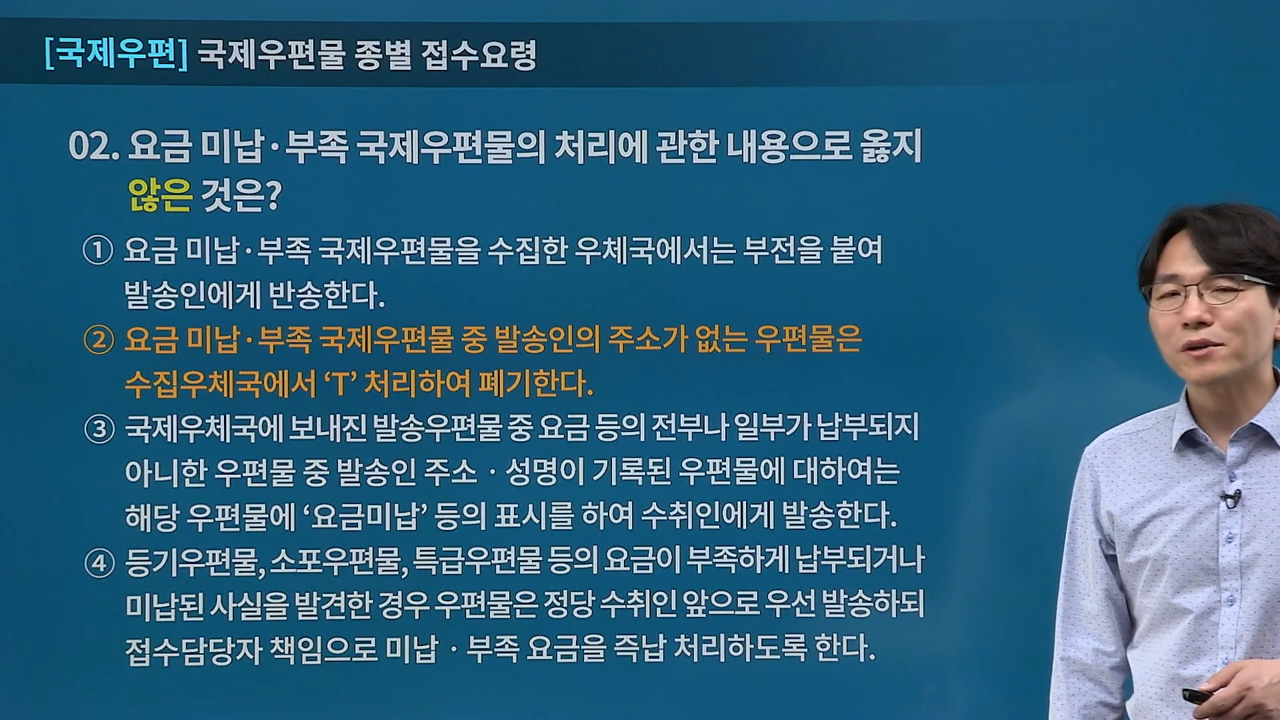 [국제우편] 국제우편물 종별 접수요령
02. 요금 미납·부족 국제우편물의 처리에 관한 내용으로 옳지
않은 것은?
① 요금 미납·부족 국제우편물을 수집한 우체국에서는 부전을 붙여
발송인에게 반송한다.
② 요금 미납·부족 국제우편물 중 발송인의 주소가 없는 우편물은
수집우체국에서 ‘T’ 처리하여 폐기한다.
③ 국제우체국에 보내진 발송우편물 중 요금 등의 전부나 일부가 납부되지
아니한 우편물 중 발송인 주소 · 성명이 기록된 우편물에 대하여는
해당 우편물에 ‘요금미납’ 등의 표시를 하여 수취인에게 발송한다.
④ 등기우편물, 소포우편물, 특급우편물 등의 요금이 부족하게 납부되거나
미납된 사실을 발견한 경우 우편물은 정당 수취인 앞으로 우선 발송하되
접수담당자 책임으로 미납 · 부족 요금을 즉납 처리하도록 한다.